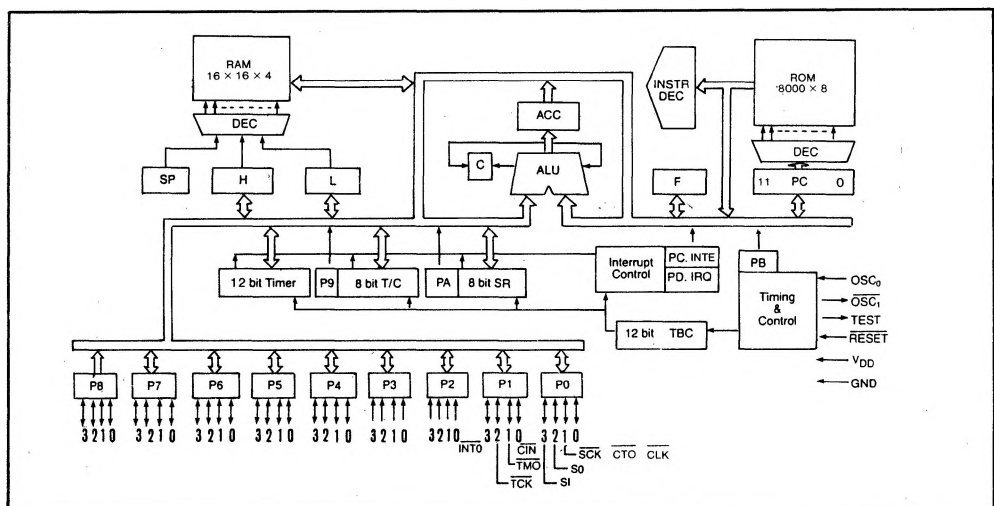 RAM
16 × 16 × 4
DEC
SP
H
L
ACC
C
ALU
INSTR
DEC
ROM
8000 × 8
DEC
11 PC 0
F
12 bit Timer
P9
8 bit T/C
PA
8 bit SR
Interrupt
Control
PC. INTE
PD. IRQ
PB
Timing
&
Control
12 bit TBC
OSC₀
OSC₁
TEST
RESET
VDD
GND
P8
P7
P6
P5
P4
P3
P2
P1
P0
3210
3210
3210
3210
3210
3210
3210
3210
3210
INT0
CIN
TMO
TCK
SCK CTO CLK
S0
SI